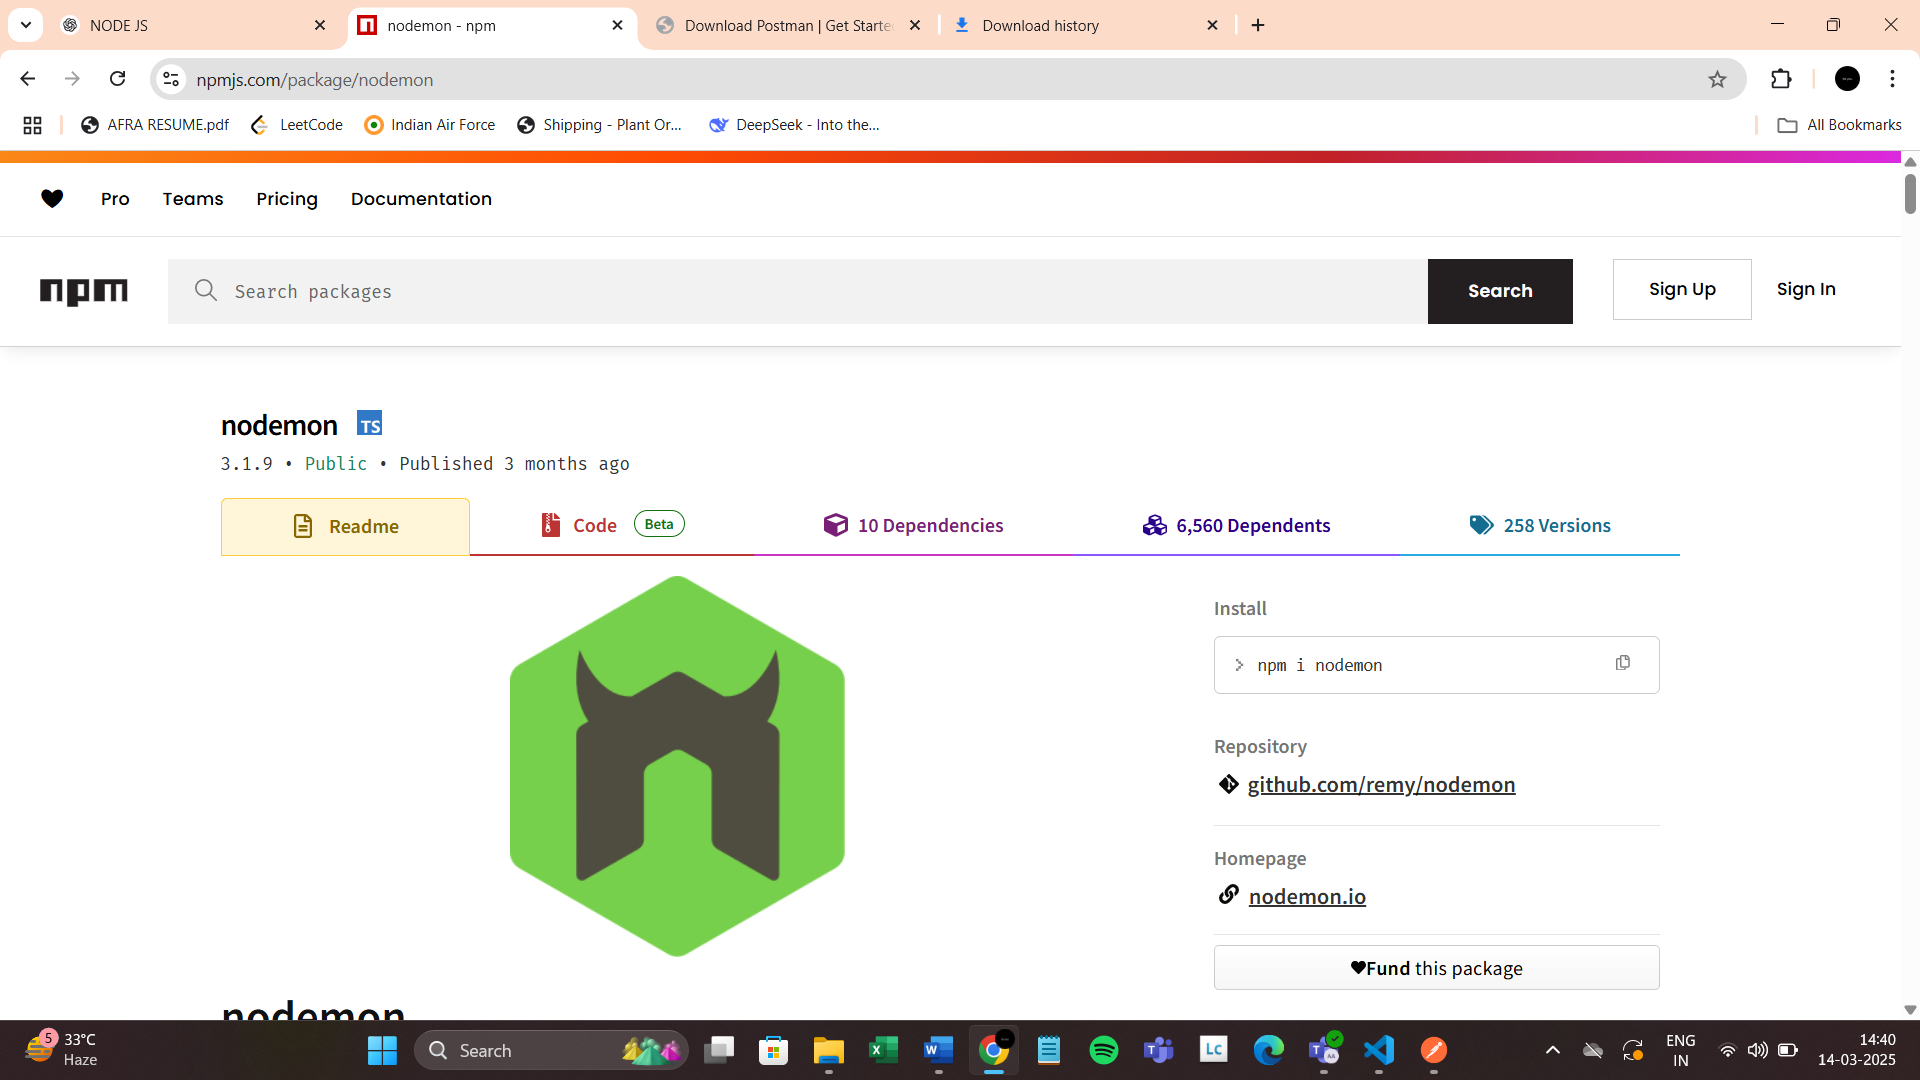 NODE JS
nodemon - npm
Download Postman | Get Starte
Download history
npmjs.com/package/nodemon
AFRA RESUME.pdf
LeetCode
Indian Air Force
Shipping - Plant Or...
DeepSeek - Into the...
All Bookmarks
Pro
Teams
Pricing
Documentation
npm
Search packages
Search
Sign Up
Sign In
nodemon TS
3.1.9 • Public • Published 3 months ago
Readme
Code Beta
10 Dependencies
6,560 Dependents
258 Versions
Install
> npm i nodemon
Repository
github.com/remy/nodemon
Homepage
nodemon.io
Fund this package
nodemon
5
33°C
Haze
Search
LC
ENG
IN
14:40
14-03-2025